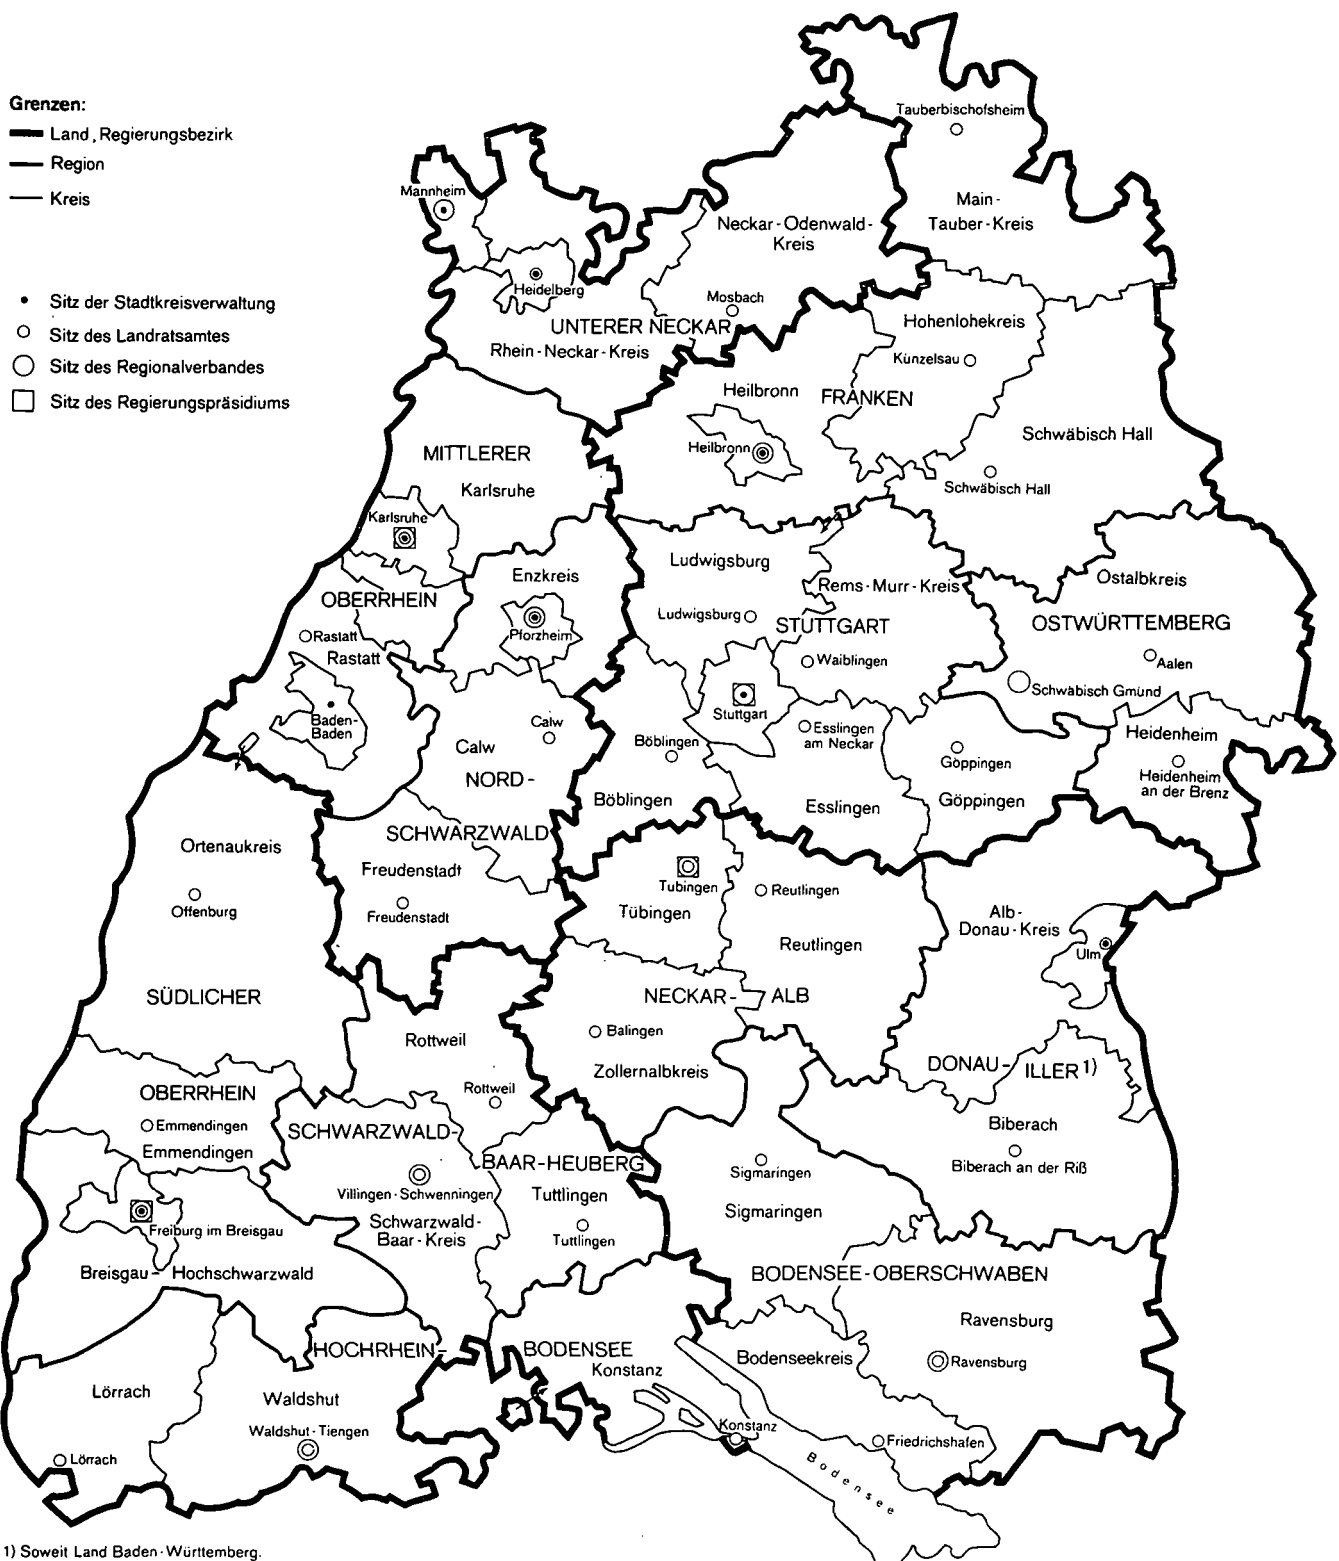 Grenzen:
Land, Regierungsbezirk
Region
Kreis
Sitz der Stadtkreisverwaltung
Sitz des Landratsamtes
Sitz des Regionalverbandes
Sitz des Regierungspräsidiums
Tauberbischofsheim
Main-
Tauber-Kreis
Mannheim
Neckar-Odenwald-
Kreis
Heidelberg
Mosbach
UNTERER NECKAR
Rhein-Neckar-Kreis
Hohenlohekreis
Künzelsau
Heilbronn
FRANKEN
Heilbronn
Schwäbisch Hall
Schwäbisch Hall
MITTLERER
Karlsruhe
Karlsruhe
Enzkreis
Pforzheim
OBERRHEIN
Rastatt
Rastatt
Baden-
Baden
Ludwigsburg
Ludwigsburg
Rems-Murr-Kreis
STUTTGART
Waiblingen
Stuttgart
Ostalbkreis
OSTWÜRTTEMBERG
Aalen
Schwäbisch Gmünd
Heidenheim
Heidenheim
an der Brenz
Calw
Calw
NORD-
SCHWARZWALD
Böblingen
Böblingen
Esslingen
am Neckar
Esslingen
Göppingen
Göppingen
Ortenaukreis
Offenburg
Freudenstadt
Freudenstadt
Tübingen
Tübingen
Reutlingen
Reutlingen
Alb-
Donau-Kreis
Ulm
SÜDLICHER
NECKAR-ALB
Rottweil
Rottweil
Balingen
Zollernalbkreis
DONAU-ILLER 1)
OBERRHEIN
Emmendingen
Emmendingen
SCHWARZWALD-
BAAR-HEUBERG
Villingen-Schwenningen
Schwarzwald-
Baar-Kreis
Tuttlingen
Tuttlingen
Sigmaringen
Sigmaringen
Biberach
Biberach an der Riß
Freiburg im Breisgau
Breisgau-Hochschwarzwald
BODENSEE-OBERSCHWABEN
Ravensburg
Ravensburg
Bodenseekreis
HOCHRHEIN-
BODENSEE
Konstanz
Konstanz
Lörrach
Lörrach
Waldshut
Waldshut-Tiengen
Friedrichshafen
Bodensee
1) Soweit Land Baden-Württemberg.